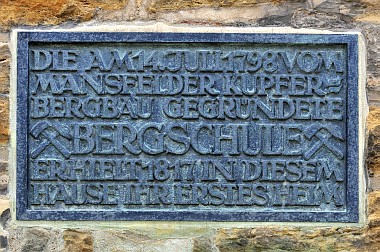 DIE AM 14. JULI 1798 VOM
MANSFELDER KUPFER=
BERGBAU GEGRÜNDETE
BERGSCHULE
ERHIELT 1817 IN DIESEM
HAUSE IHR ERSTES HEIM